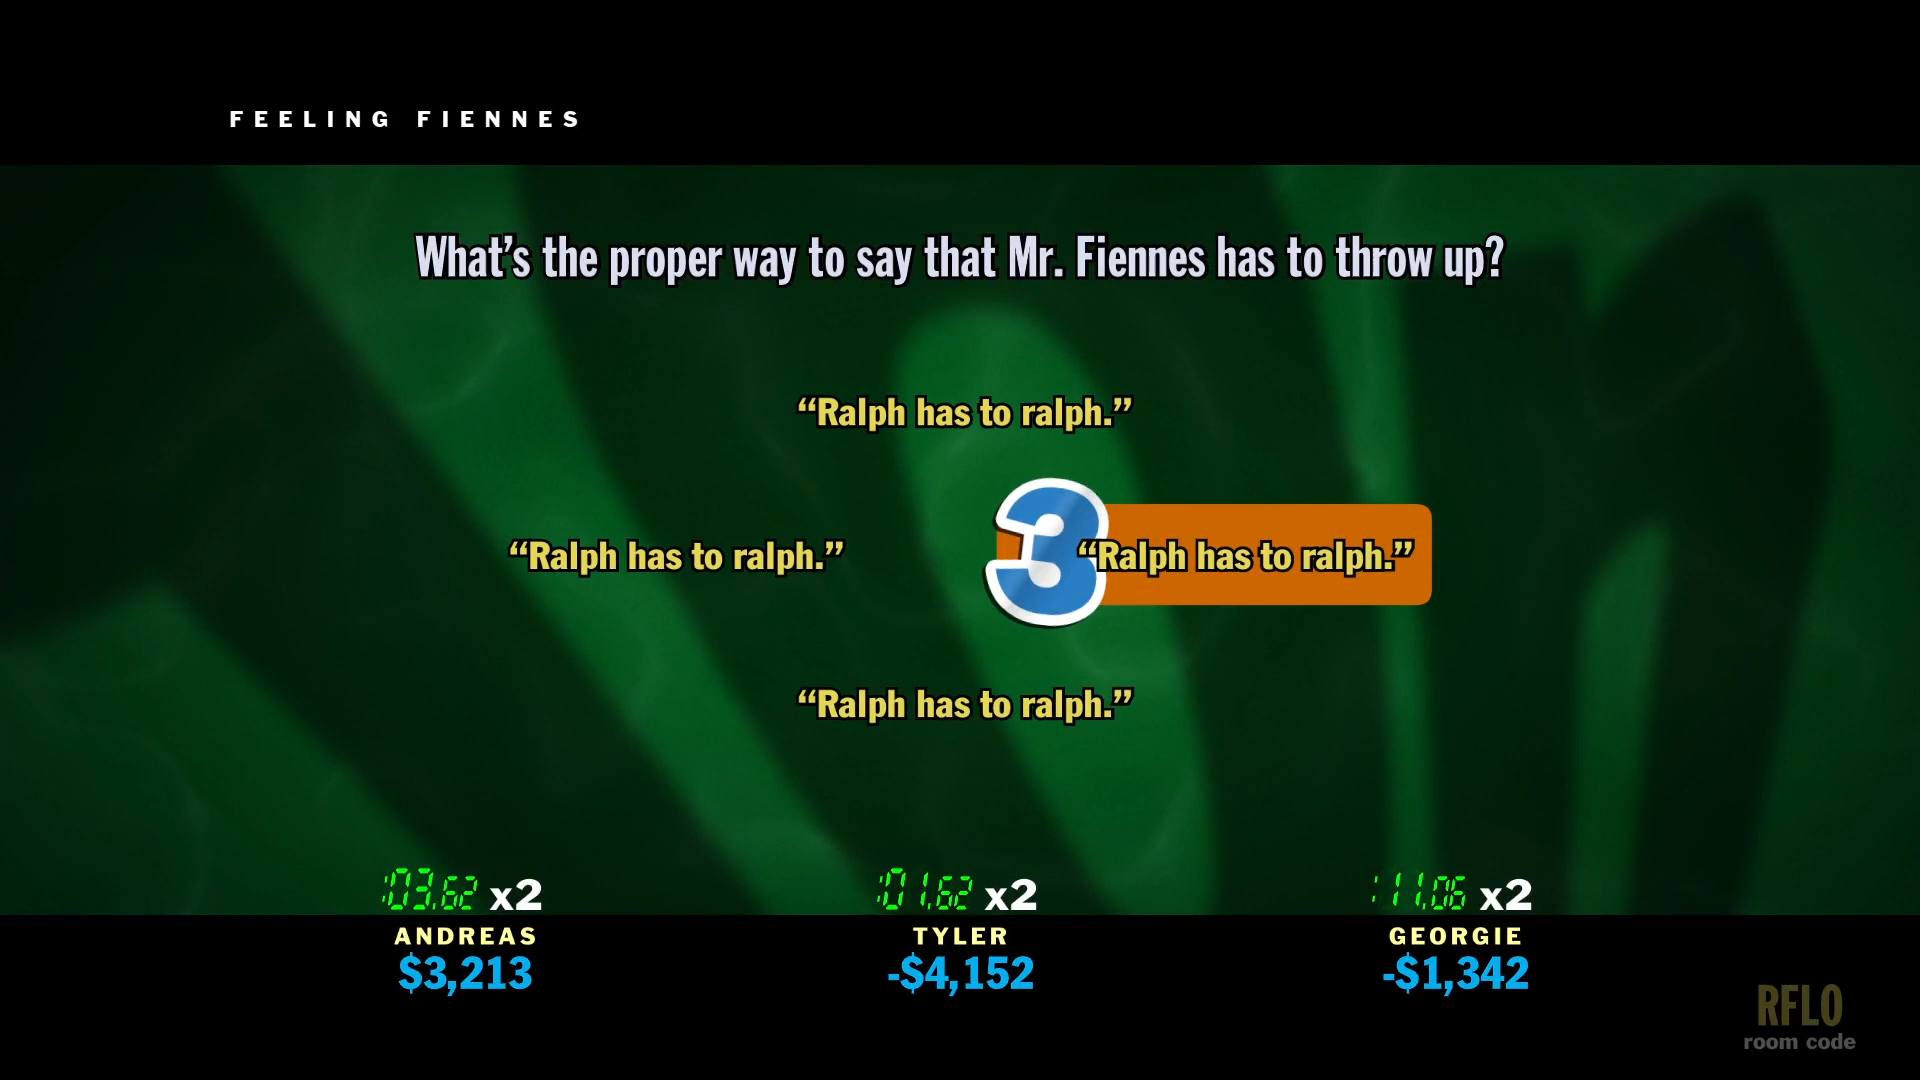 FEELING FIENNES
What's the proper way to say that Mr. Fiennes has to throw up?
“Ralph has to ralph.”
“Ralph has to ralph.”
3 “Ralph has to ralph.”
“Ralph has to ralph.”
:03.62 x2
:01.62 x2
:11.06 x2
ANDREAS
TYLER
GEORGIE
$3,213
-$4,152
-$1,342
RFLO
room code